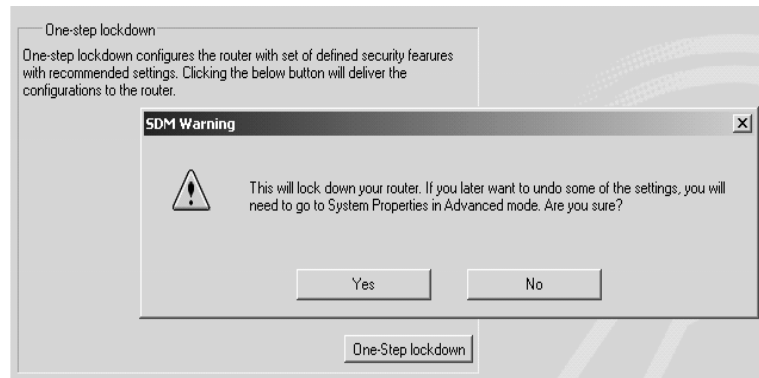 One-step lockdown
One-step lockdown configures the router with set of defined security fearures
with recommended settings. Clicking the below button will deliver the
configurations to the router.
SDM Warning
This will lock down your router. If you later want to undo some of the settings, you will
need to go to System Properties in Advanced mode. Are you sure?
Yes
No
One-Step lockdown